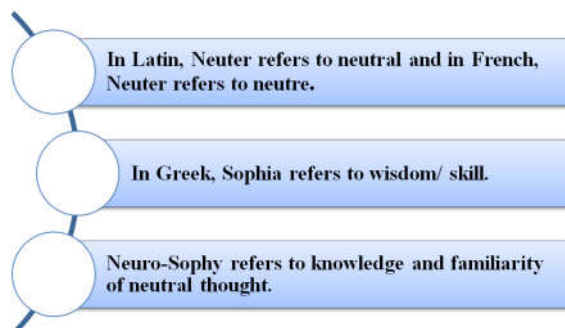 In Latin, Neuter refers to neutral and in French,
Neuter refers to neutre.
In Greek, Sophia refers to wisdom/ skill.
Neuro-Sophy refers to knowledge and familiarity
of neutral thought.